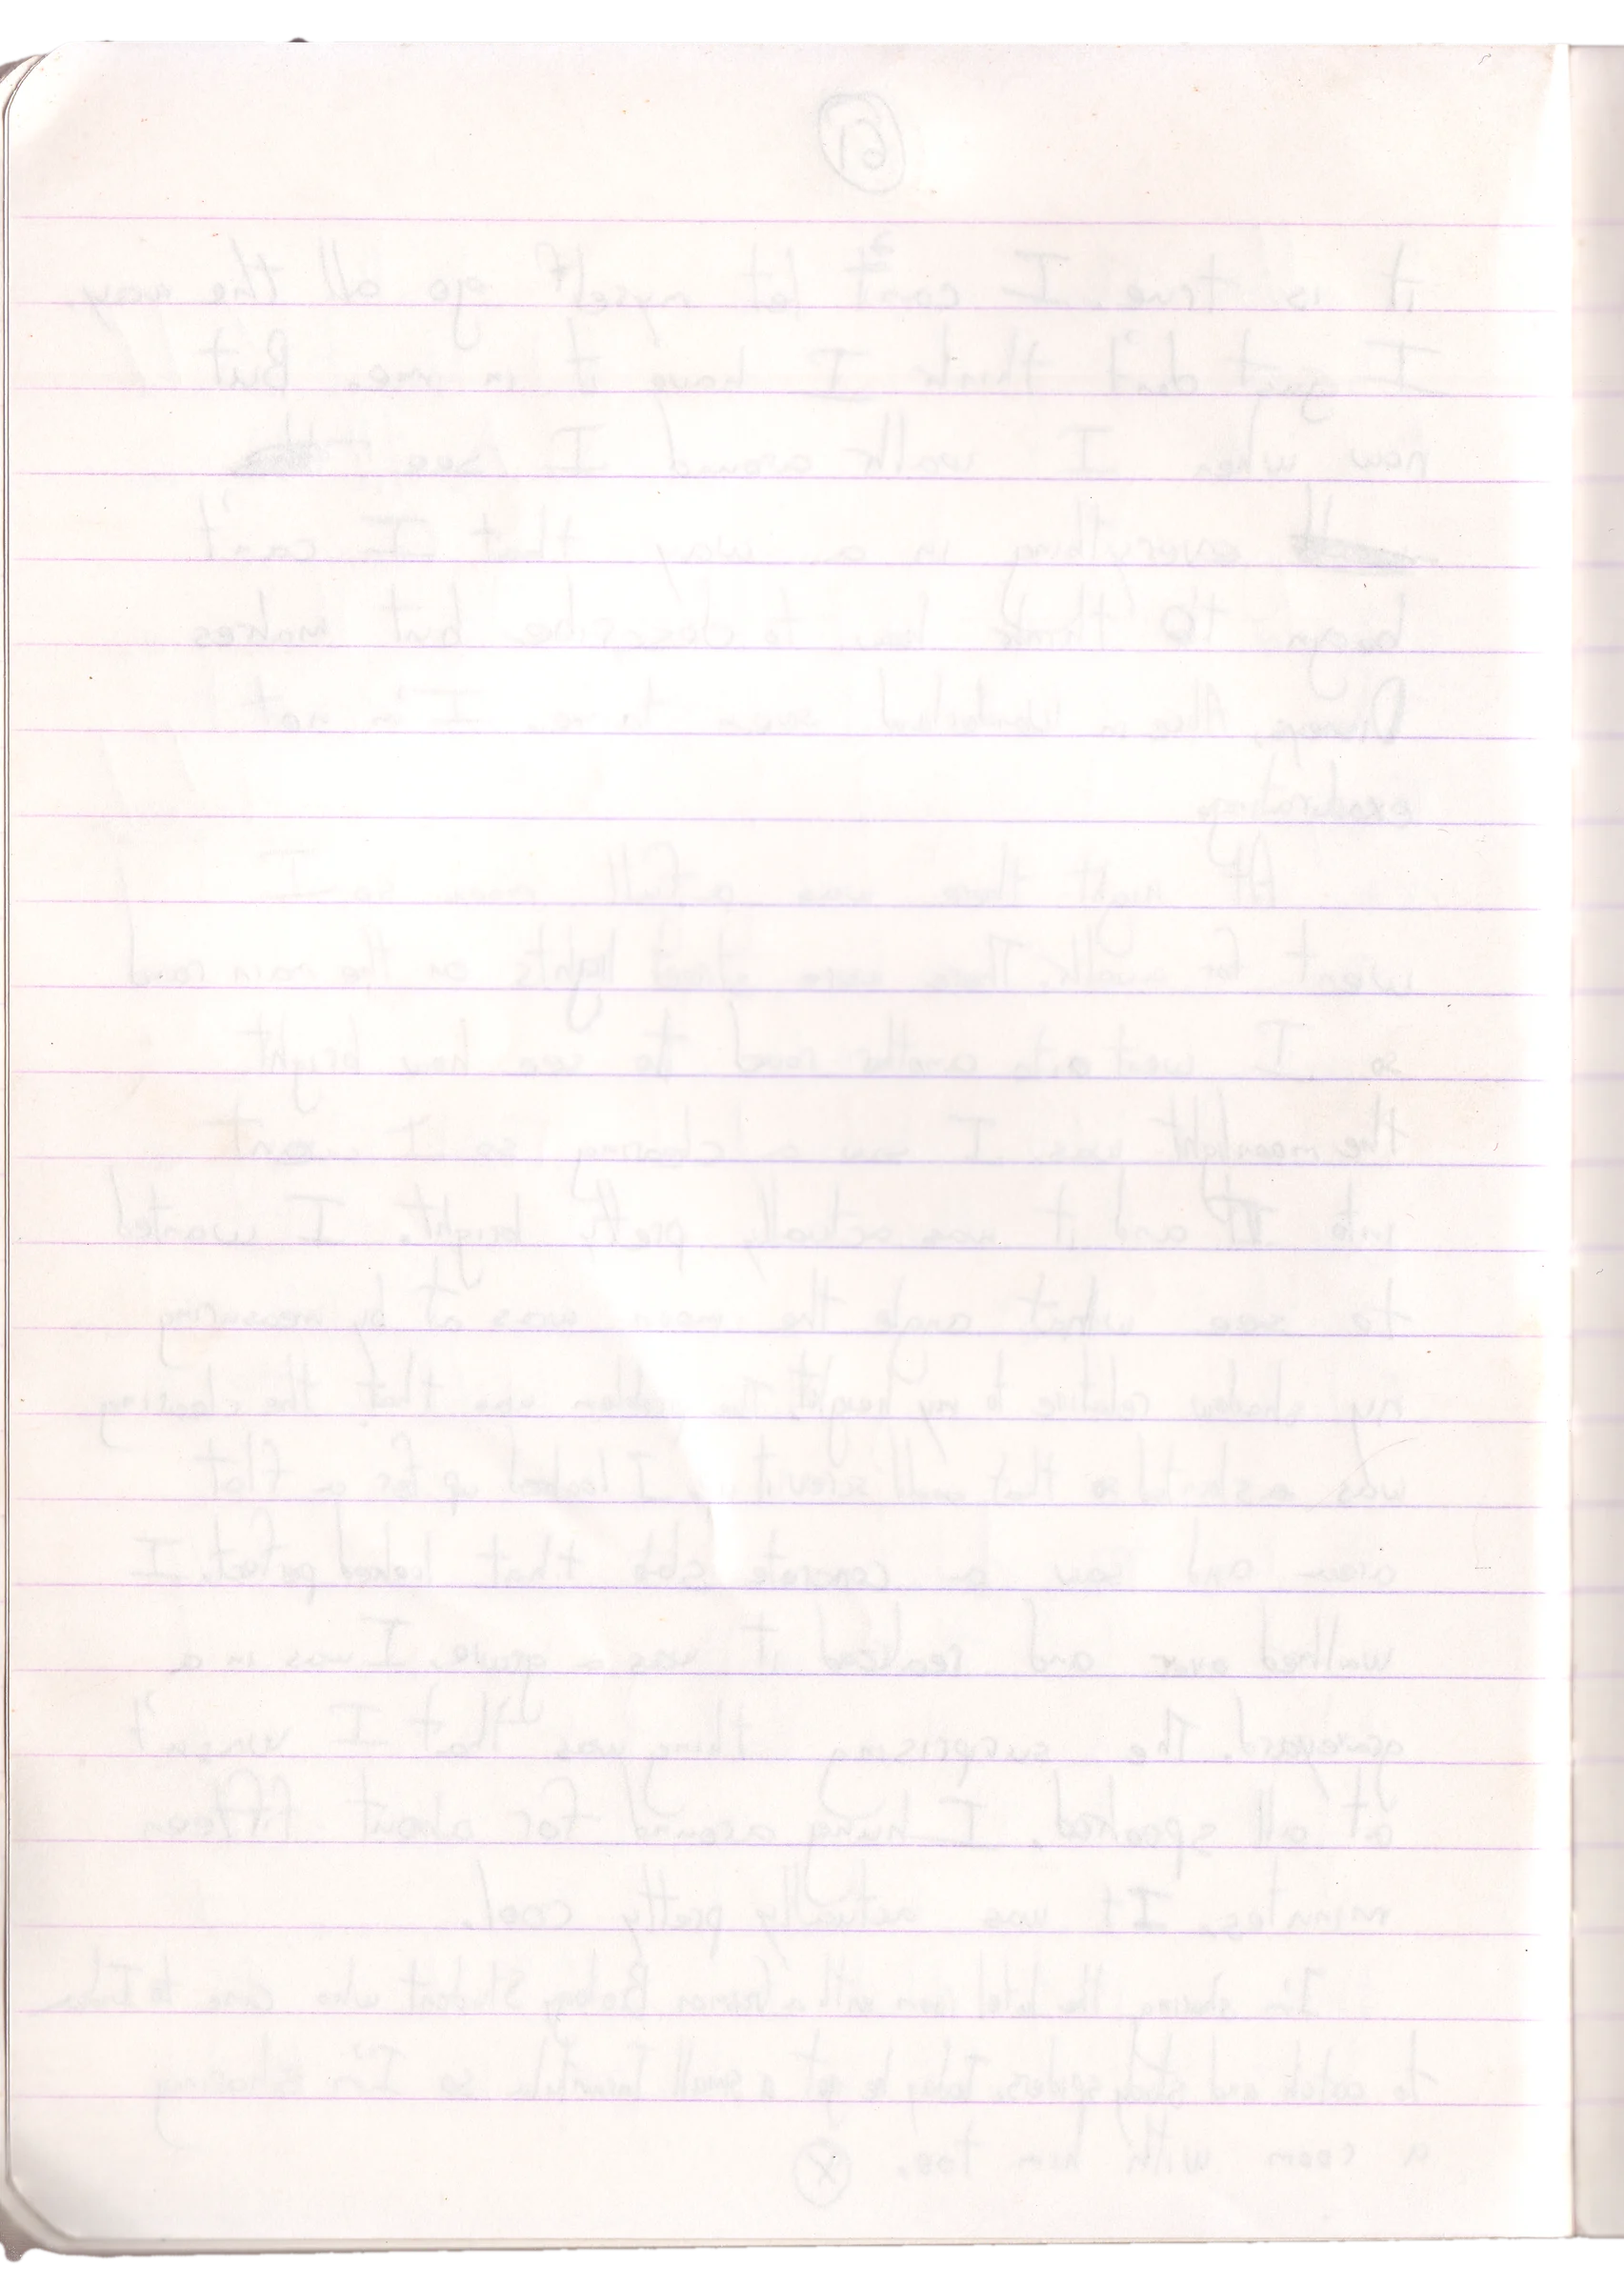 61
it is true. I can't let myself go all the way.
I just don't think I have it in me. But
now when I walk around I see
everything in a way that I can't
begin to think how to describe, but makes
Disney's Alice in Wonderland seem to me. I'm not
exaggerating
At night there was a full moon so I
went for walk. There were street lights on the main road
so I went onto another road to see how bright
the moonlight was. I saw a clearing so I went
into it and it was actually pretty bright. I wanted
to see what angle the moon was at by measuring
my shadow relative to my height. The problem was that the clearing
was so that I looked up for a flat
area and saw a concrete slab that looked perfect. I
walked over and realized it was a grave. I was in a
graveyard. The surprising thing was that I wasn't
at all spooked. I hung around for about fifteen
minutes. It was actually pretty cool.
I'm sharing the hotel room with a Biology Student who came to
to catch and study spiders. Today he got a small tarantula so I'm sharing
a room with him too. X